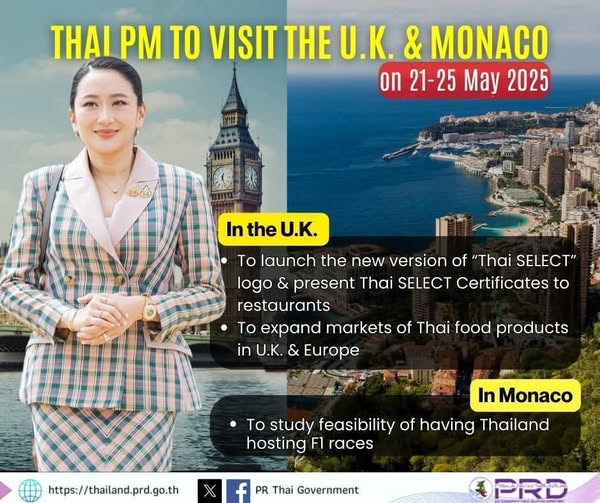 THAI PM TO VISIT THE U.K. & MONACO
on 21-25 May 2025
In the U.K.
• To launch the new version of “Thai SELECT”
logo & present Thai SELECT Certificates to
restaurants
• To expand markets of Thai food products
in U.K. & Europe
In Monaco
• To study feasibility of having Thailand
hosting F1 races
https://thailand.prd.go.th
PR Thai Government
PRD